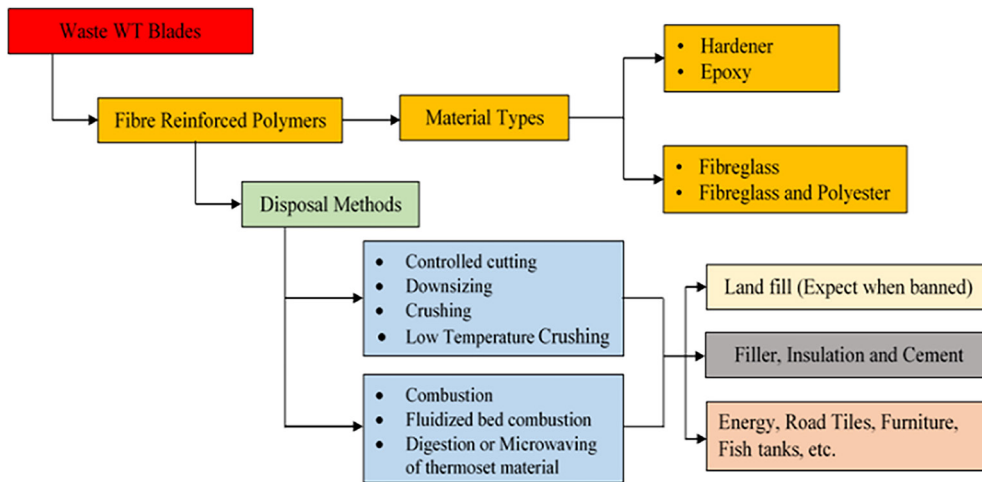 Waste WT Blades
Fibre Reinforced Polymers
Material Types
• Hardener
• Epoxy
• Fibreglass
• Fibreglass and Polyester
Disposal Methods
• Controlled cutting
• Downsizing
• Crushing
• Low Temperature Crushing
• Combustion
• Fluidized bed combustion
• Digestion or Microwaving
of thermoset material
Land fill (Expect when banned)
Filler, Insulation and Cement
Energy, Road Tiles, Furniture,
Fish tanks, etc.